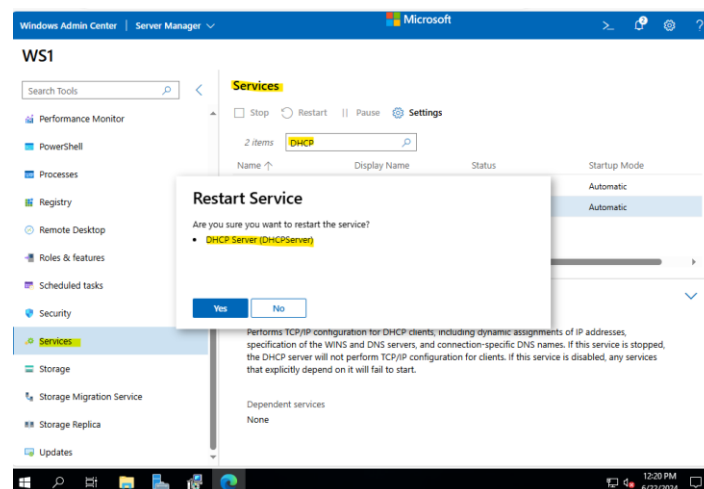 Windows Admin Center | Server Manager
Microsoft
WS1
Search Tools
Performance Monitor
PowerShell
Processes
Registry
Remote Desktop
Roles & features
Scheduled tasks
Security
Services
Storage
Storage Migration Service
Storage Replica
Updates
Services
Stop Restart Pause Settings
2 items DHCP
Name Display Name Status Startup Mode
Automatic
Automatic
Restart Service
Are you sure you want to restart the service?
• DHCP Server (DHCPServer)
Yes No
Performs TCP/IP configuration for DHCP clients, including dynamic assignments of IP addresses,
specification of the WINS and DNS servers, and connection-specific DNS names. If this service is stopped,
the DHCP server will not perform TCP/IP configuration for clients. If this service is disabled, any services
that explicitly depend on it will fail to start.
Dependent services
None
12:20 PM
6/22/2024